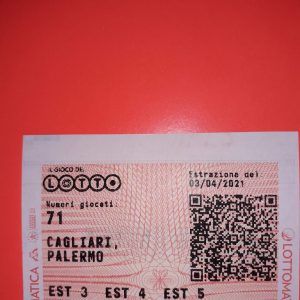 IL GIOCO DEL
LOTTO
Estrazione del:
03/04/2021
Numeri giocati:
71
CAGLIARI,
PALERMO
EST 3 EST 4 EST 5